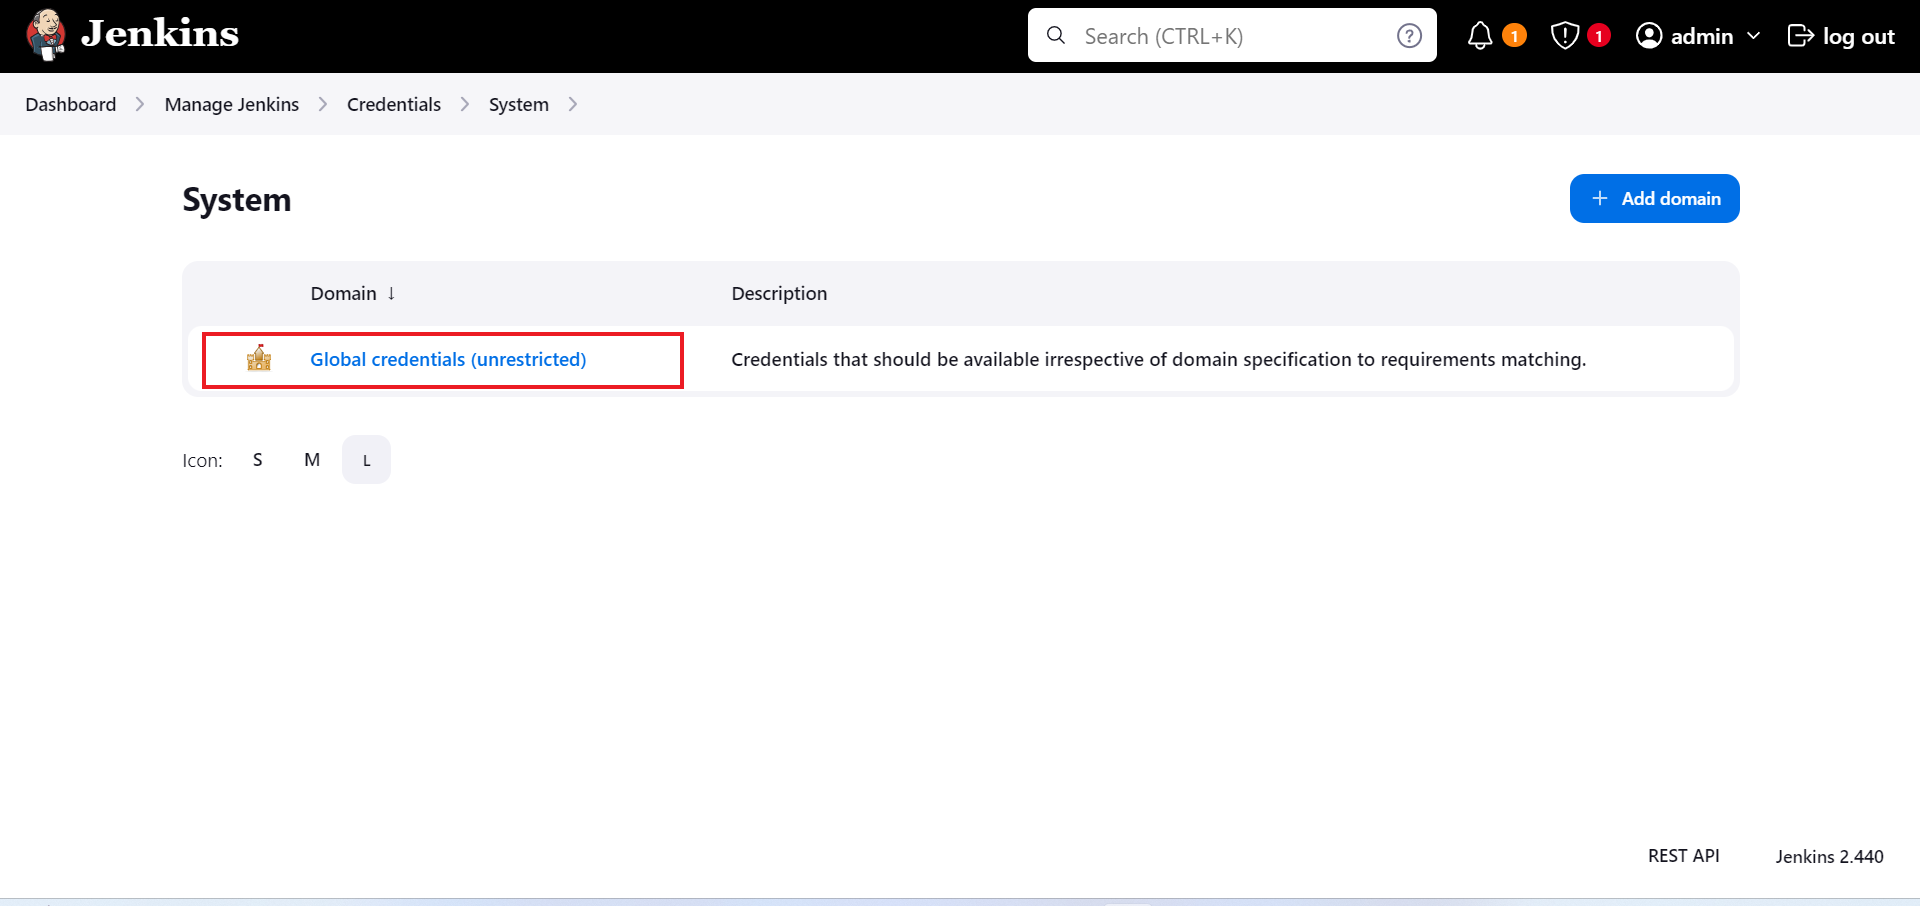 Jenkins
Search (CTRL+K)
1
1
admin
log out
Dashboard
Manage Jenkins
Credentials
System
System
Add domain
Domain ↓
Description
Global credentials (unrestricted)
Credentials that should be available irrespective of domain specification to requirements matching.
Icon: S M L
REST API
Jenkins 2.440